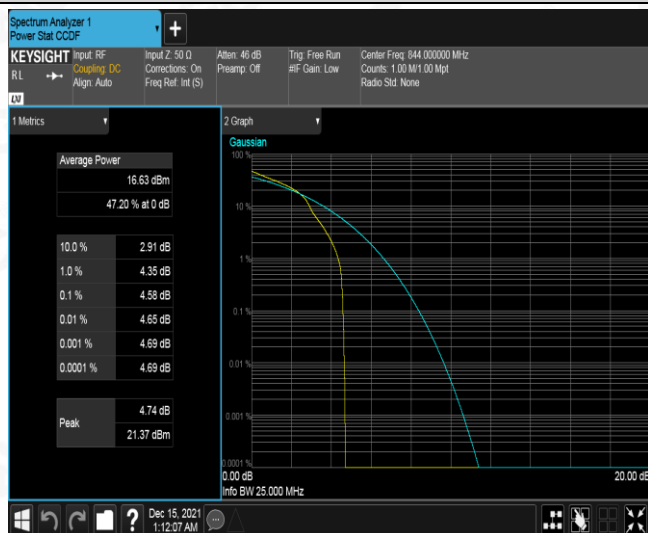 Spectrum Analyzer 1
Power Stat CCDF
+
KEYSIGHT
RL
LXI
Input: RF
Coupling: DC
Align: Auto
Input Z: 50 Ω
Corrections: On
Freq Ref: Int (S)
Atten: 46 dB
Preamp: Off
Trig: Free Run
#IF Gain: Low
Center Freq: 844.000000 MHz
Counts: 1.00 M/1.00 Mpt
Radio Std: None
1 Metrics
Average Power
16.63 dBm
47.20 % at 0 dB
10.0 % 2.91 dB
1.0 % 4.35 dB
0.1 % 4.58 dB
0.01 % 4.65 dB
0.001 % 4.69 dB
0.0001 % 4.69 dB
Peak
4.74 dB
21.37 dBm
2 Graph
Gaussian
100 %
10 %
1 %
0.1 %
0.01 %
0.001 %
0.0001 %
0.00 dB 20.00 dB
Info BW 25.000 MHz
?
Dec 15, 2021
1:12:07 AM